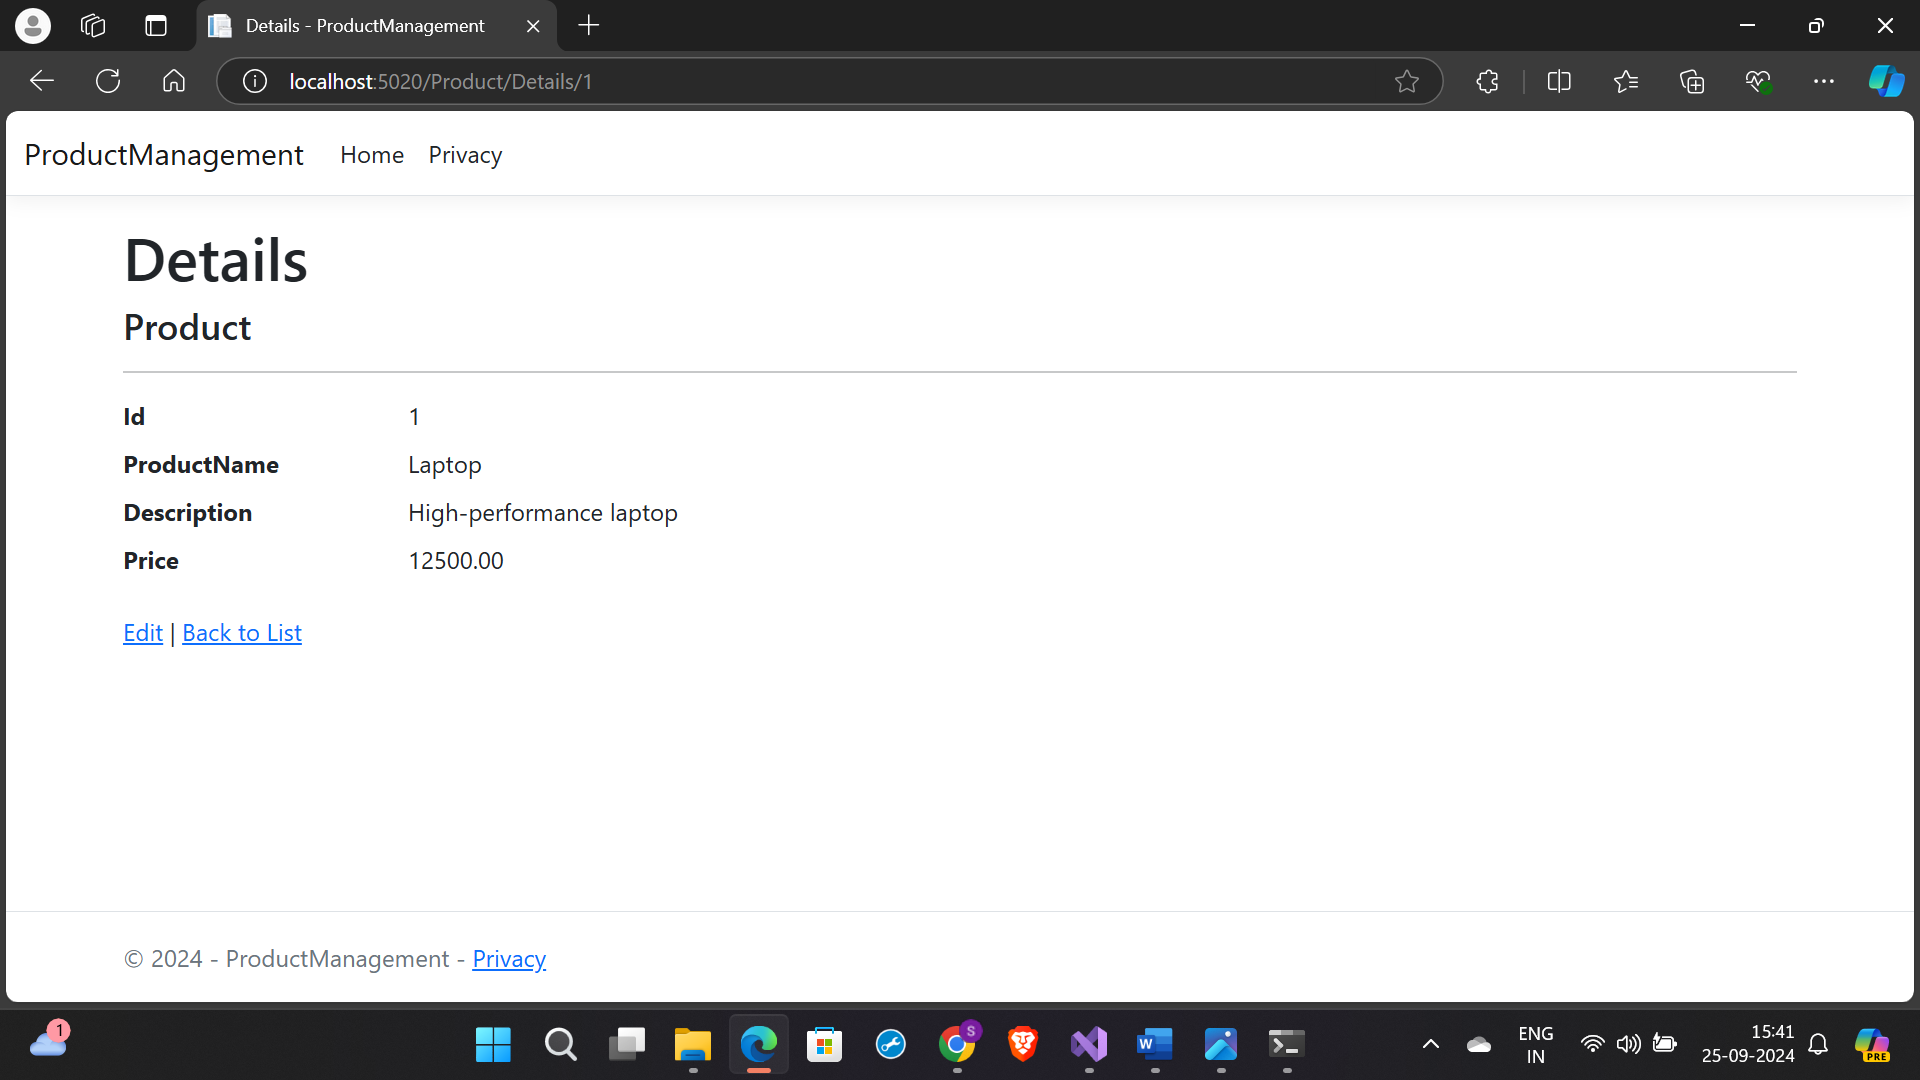 Details - ProductManagement
localhost:5020/Product/Details/1
ProductManagement Home Privacy
Details
Product
Id 1
ProductName Laptop
Description High-performance laptop
Price 12500.00
Edit | Back to List
© 2024 - ProductManagement - Privacy
1
S
W
ENG
IN
15:41
25-09-2024
PRE